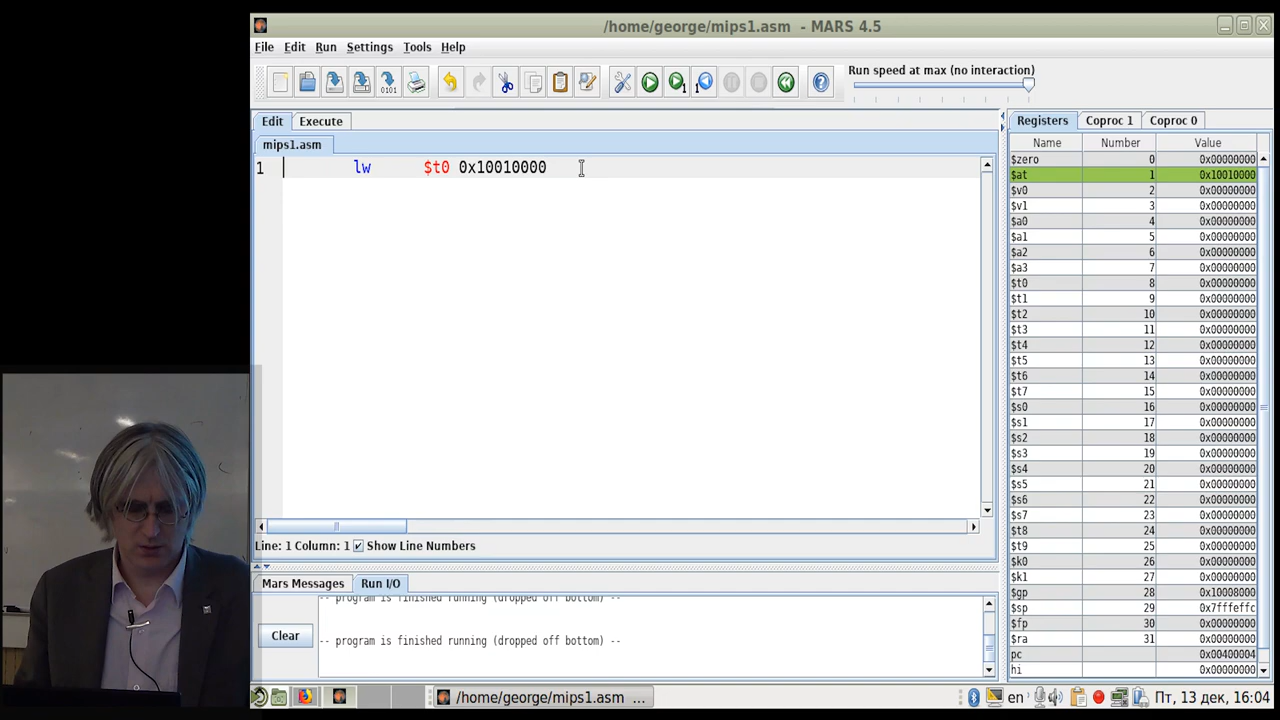 /home/george/mips1.asm - MARS 4.5
File Edit Run Settings Tools Help
Run speed at max (no interaction)
Edit Execute
mips1.asm
1 lw $t0 0x10010000
Line: 1 Column: 1 Show Line Numbers
Mars Messages Run I/O
-- program is finished running (dropped off bottom) --
Clear
-- program is finished running (dropped off bottom) --
Registers Coproc 1 Coproc 0
Name Number Value
$zero 0 0x00000000
$at 1 0x10010000
$v0 2 0x00000000
$v1 3 0x00000000
$a0 4 0x00000000
$a1 5 0x00000000
$a2 6 0x00000000
$a3 7 0x00000000
$t0 8 0x00000000
$t1 9 0x00000000
$t2 10 0x00000000
$t3 11 0x00000000
$t4 12 0x00000000
$t5 13 0x00000000
$t6 14 0x00000000
$t7 15 0x00000000
$s0 16 0x00000000
$s1 17 0x00000000
$s2 18 0x00000000
$s3 19 0x00000000
$s4 20 0x00000000
$s5 21 0x00000000
$s6 22 0x00000000
$s7 23 0x00000000
$t8 24 0x00000000
$t9 25 0x00000000
$k0 26 0x00000000
$k1 27 0x00000000
$gp 28 0x10008000
$sp 29 0x7fffeffc
$fp 30 0x00000000
$ra 31 0x00000000
pc 0x00400004
hi 0x00000000
/home/george/mips1.asm ...
en
Пт, 13 дек, 16:04